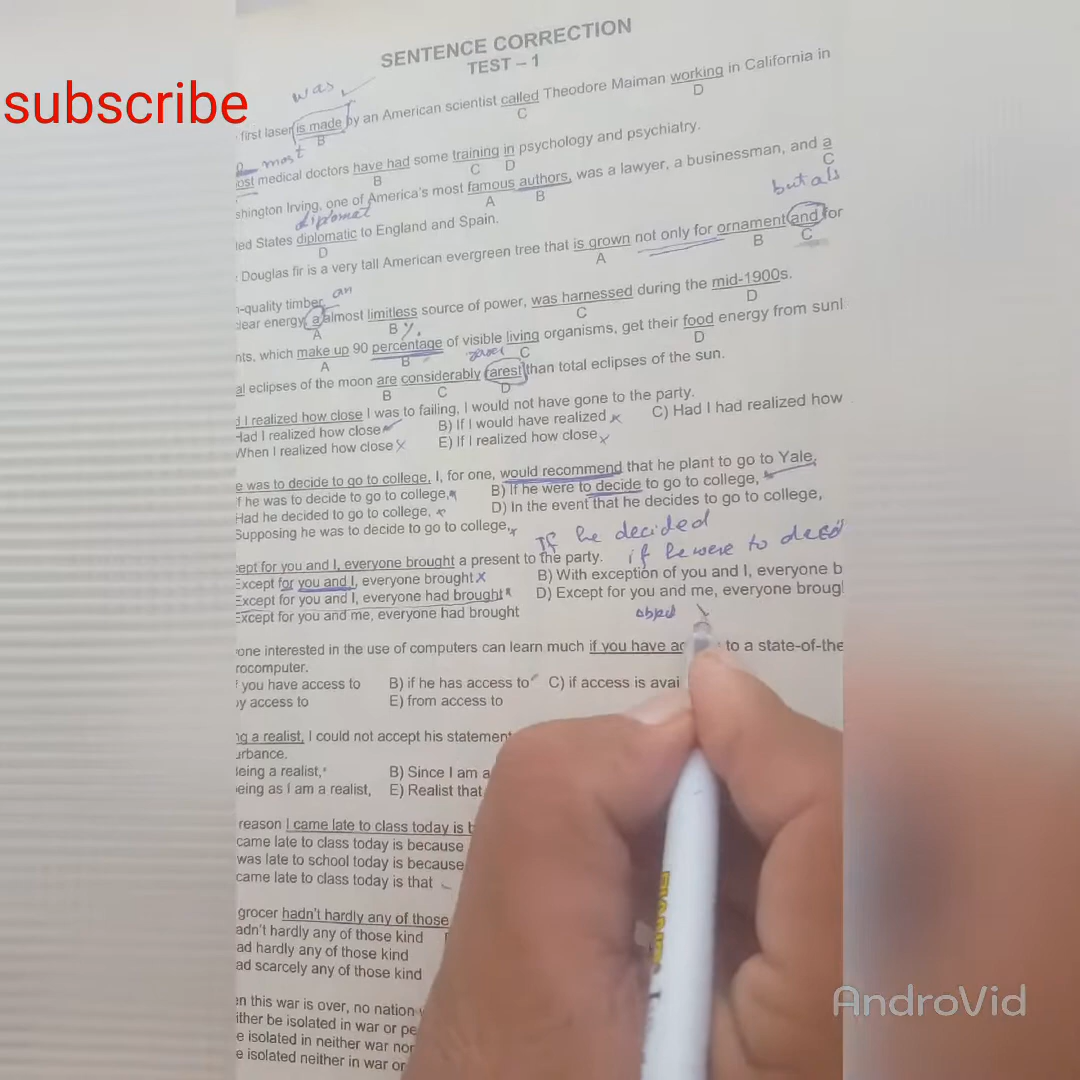 subscribe
SENTENCE CORRECTION
TEST – 1
was
first laser is made by an American scientist called Theodore Maiman working in California in
B C D
most
ost medical doctors have had some training in psychology and psychiatry.
B C D
shington Irving, one of America's most famous authors, was a lawyer, a businessman, and a
A B C
diplomat
ted States diplomatic to England and Spain.
D
but als
Douglas fir is a very tall American evergreen tree that is grown not only for ornament and for
A B C
h-quality timber.
an
lear energy, a almost limitless source of power, was harnessed during the mid-1900s.
A B C D
%
nts, which make up 90 percentage of visible living organisms, get their food energy from sunl
A B C D
rarer
al eclipses of the moon are considerably arest than total eclipses of the sun.
B C D
d I realized how close I was to failing, I would not have gone to the party.
Had I realized how close B) If I would have realized C) Had I had realized how
When I realized how close E) If I realized how close
e was to decide to go to college, I, for one, would recommend that he plant to go to Yale.
f he was to decide to go to college, B) If he were to decide to go to college,
Had he decided to go to college, D) In the event that he decides to go to college,
Supposing he was to decide to go to college,
If he decided
if he were to
cept for you and I, everyone brought a present to the party.
Except for you and I, everyone brought B) With exception of you and I, everyone b
Except for you and I, everyone had brought D) Except for you and me, everyone broug
Except for you and me, everyone had brought
object
one interested in the use of computers can learn much if you have ac to a state-of-the
rocomputer.
f you have access to B) if he has access to C) if access is avai
by access to E) from access to
ng a realist, I could not accept his statement
urbance.
Being a realist, B) Since I am a
eing as I am a realist, E) Realist that
reason I came late to class today is b
came late to class today is because
was late to school today is because
came late to class today is that
grocer hadn't hardly any of those
adn't hardly any of those kind
ad hardly any of those kind
ad scarcely any of those kind
en this war is over, no nation
ither be isolated in war or pe
e isolated in neither war nor
e isolated neither in war or
AndroVid